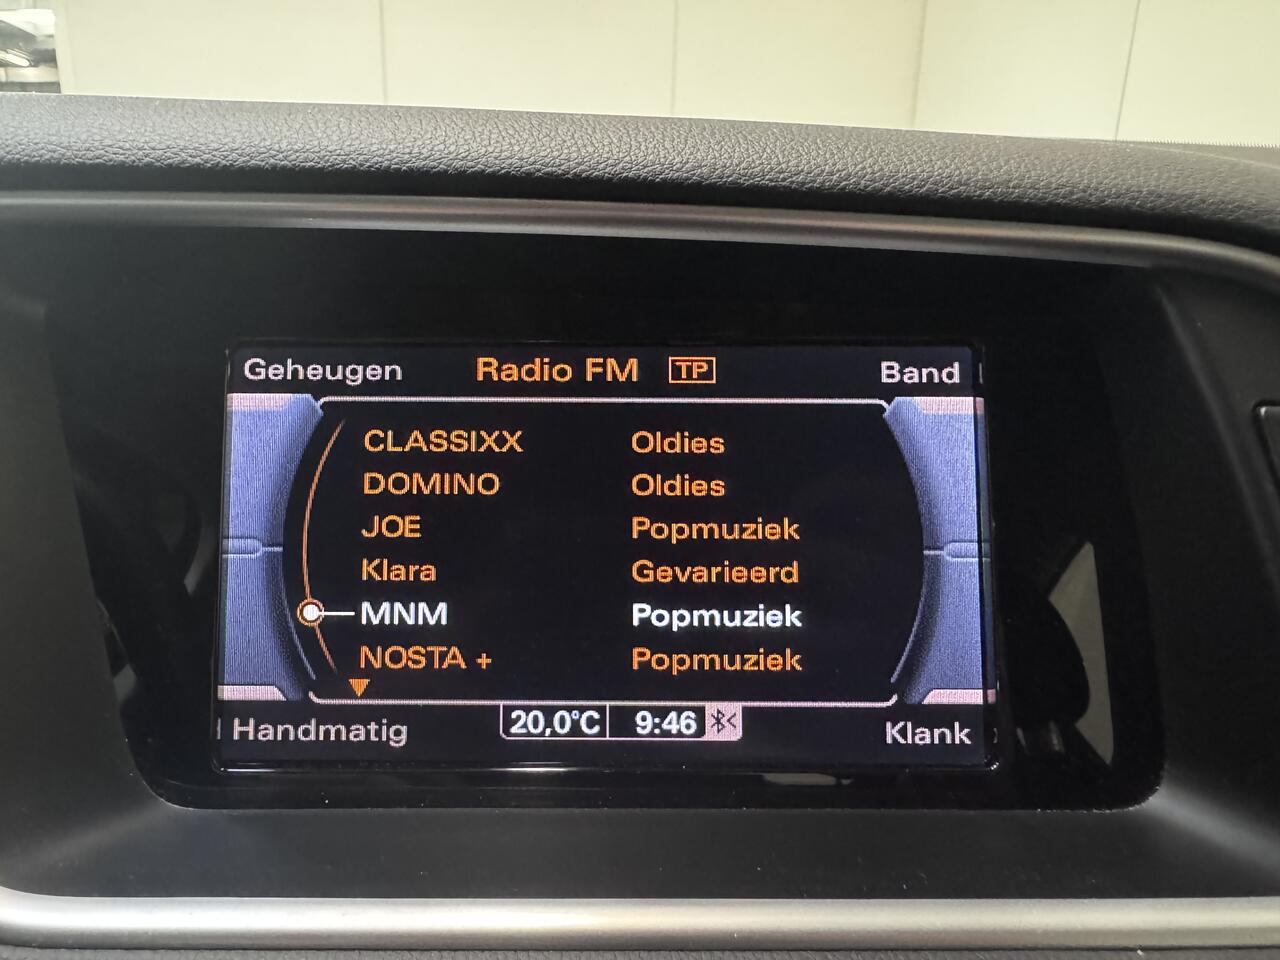 Geheugen Radio FM TP Band
CLASSIXX Oldies
DOMINO Oldies
JOE Popmuziek
Klara Gevarieerd
MNM Popmuziek
NOSTA + Popmuziek
Handmatig 20,0°C 9:46 Klank